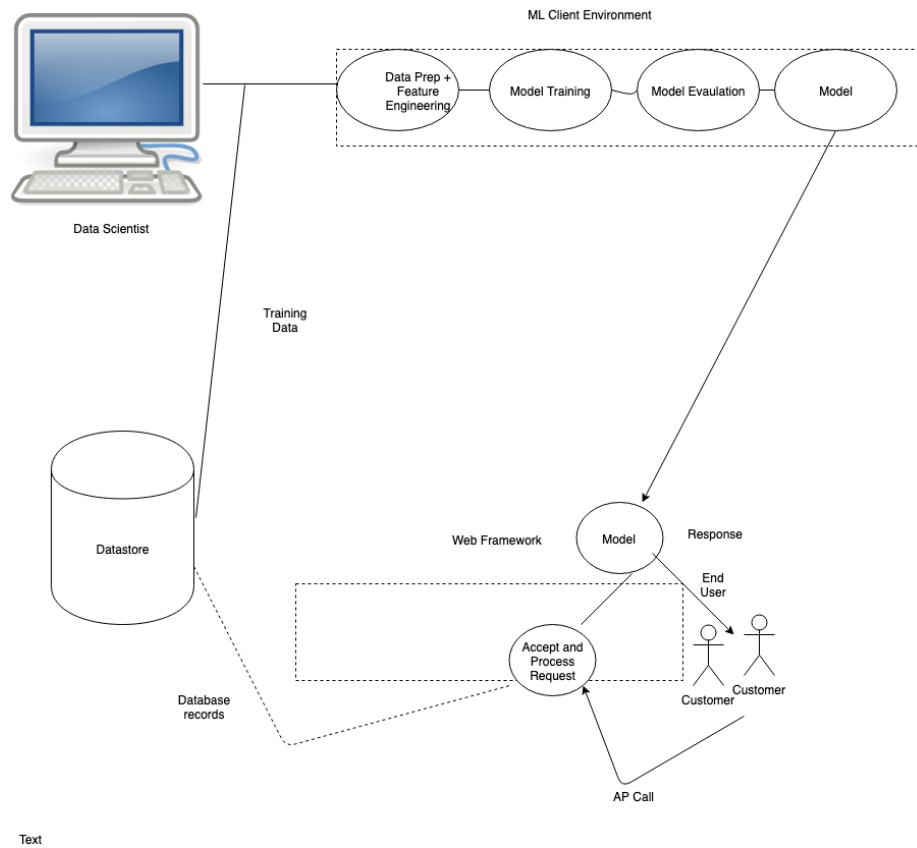 ML Client Environment
Data Prep +
Feature
Engineering
Model Training
Model Evaulation
Model
Data Scientist
Training
Data
Datastore
Web Framework
Model
Response
End
User
Accept and
Process
Request
Customer
Customer
Database
records
AP Call
Text